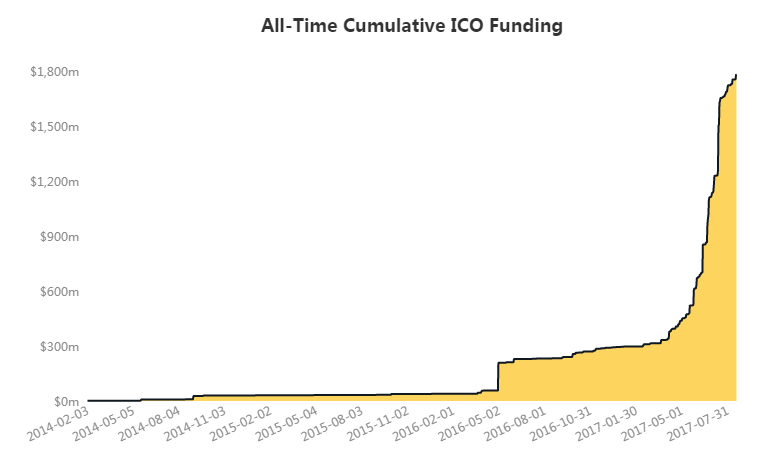 All-Time Cumulative ICO Funding
$1,800m
$1,500m
$1,200m
$900m
$600m
$300m
$0m
2014-02-03
2014-05-05
2014-08-04
2014-11-03
2015-02-02
2015-05-04
2015-08-03
2015-11-02
2016-02-01
2016-05-02
2016-08-01
2016-10-31
2017-01-30
2017-05-01
2017-07-31